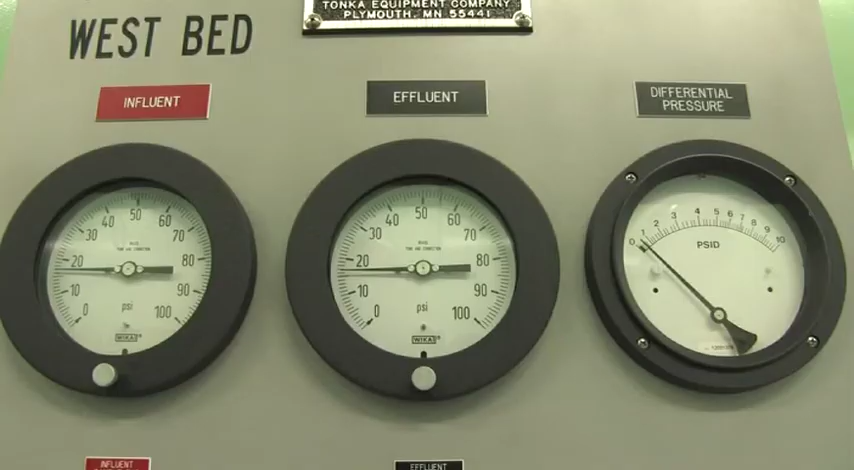 TONKA EQUIPMENT COMPANY
PLYMOUTH, MN 55441
WEST BED
INFLUENT
EFFLUENT
DIFFERENTIAL
PRESSURE
0 10 20 30 40 50 60 70 80 90 100
psi
WIKA
0 10 20 30 40 50 60 70 80 90 100
psi
WIKA
0 1 2 3 4 5 6 7 8 9 10
PSID
INFLUENT
EFFLUENT